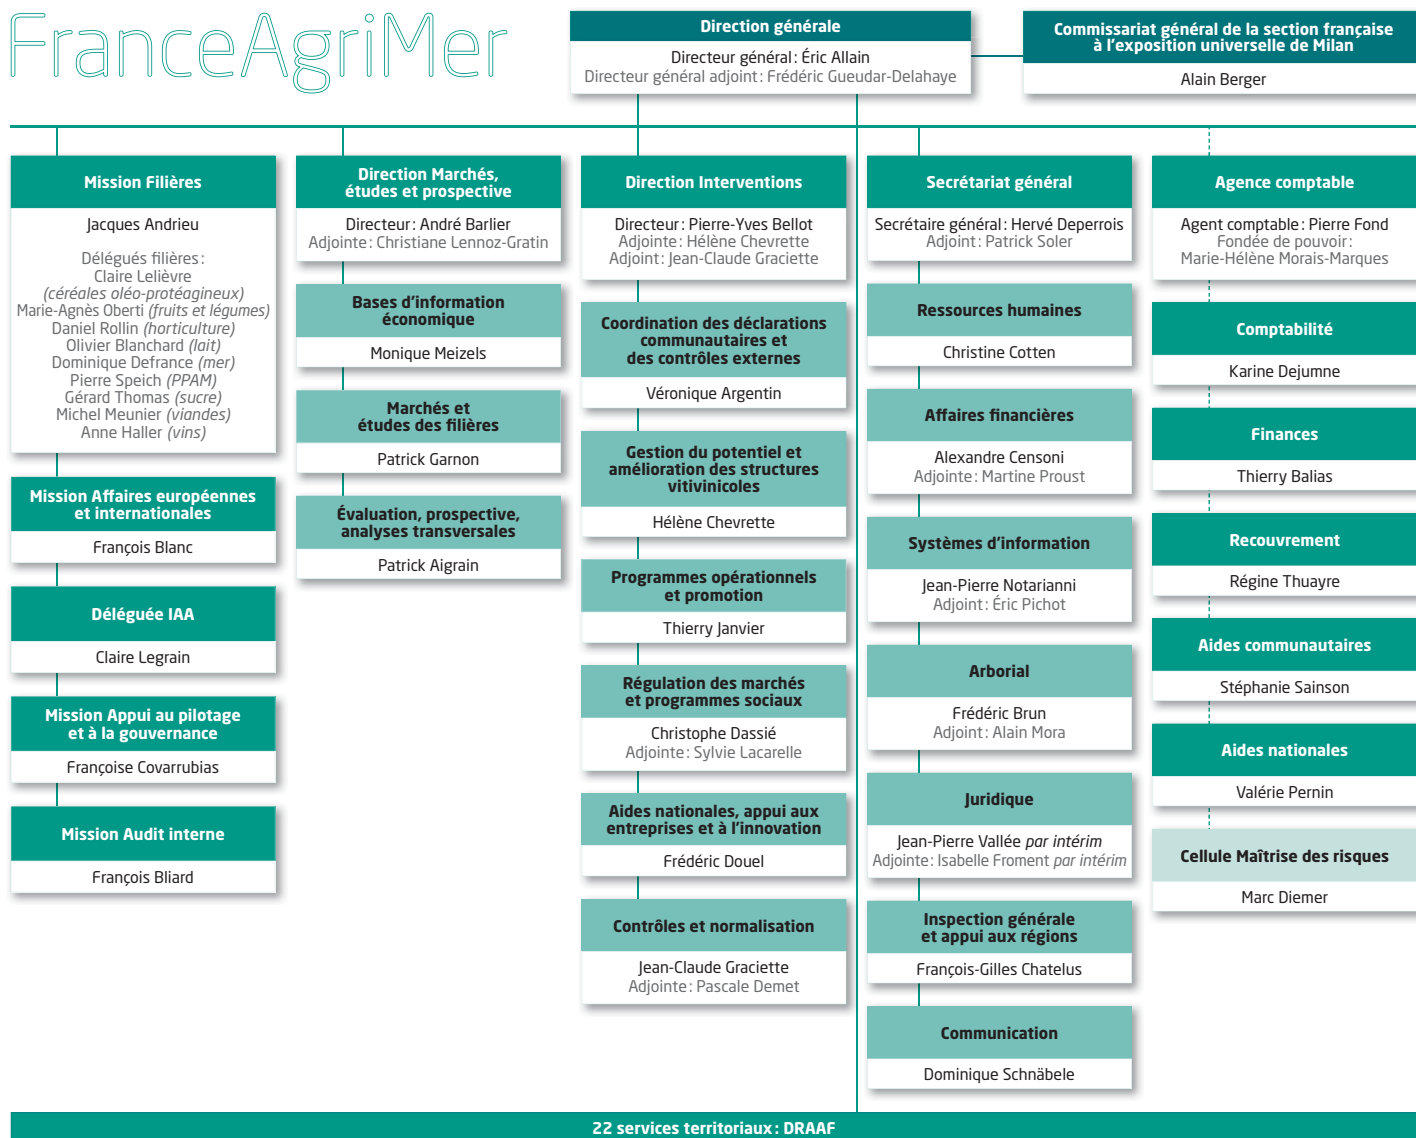 FranceAgriMer
Direction générale
Directeur général : Éric Allain
Directeur général adjoint : Frédéric Gueudar-Delahaye
Commissariat général de la section française
à l'exposition universelle de Milan
Alain Berger
Mission Filières
Jacques Andrieu
Délégués filières :
Claire Lelièvre
(céréales oléo-protéagineux)
Marie-Agnès Oberti (fruits et légumes)
Daniel Rollin (horticulture)
Olivier Blanchard (lait)
Dominique Defrance (mer)
Pierre Speich (PPAM)
Gérard Thomas (sucre)
Michel Meunier (viandes)
Anne Haller (vins)
Mission Affaires européennes
et internationales
François Blanc
Déléguée IAA
Claire Legrain
Mission Appui au pilotage
et à la gouvernance
Françoise Covarrubias
Mission Audit interne
François Bliard
Direction Marchés,
études et prospective
Directeur : André Barlier
Adjointe : Christiane Lennoz-Gratin
Bases d'information
économique
Monique Meizels
Marchés et
études des filières
Patrick Garnon
Évaluation, prospective,
analyses transversales
Patrick Aigrain
Direction Interventions
Directeur : Pierre-Yves Bellot
Adjointe : Hélène Chevrette
Adjoint : Jean-Claude Graciette
Coordination des déclarations
communautaires et
des contrôles externes
Véronique Argentin
Gestion du potentiel et
amélioration des structures
vitivinicoles
Hélène Chevrette
Programmes opérationnels
et promotion
Thierry Janvier
Régulation des marchés
et programmes sociaux
Christophe Dassié
Adjointe : Sylvie Lacarelle
Aides nationales, appui aux
entreprises et à l'innovation
Frédéric Douel
Contrôles et normalisation
Jean-Claude Graciette
Adjointe : Pascale Demet
Secrétariat général
Secrétaire général : Hervé Deperrois
Adjoint : Patrick Soler
Ressources humaines
Christine Cotten
Affaires financières
Alexandre Censoni
Adjointe : Martine Proust
Systèmes d'information
Jean-Pierre Notarianni
Adjoint : Éric Pichot
Arborial
Frédéric Brun
Adjoint : Alain Mora
Juridique
Jean-Pierre Vallée par intérim
Adjointe : Isabelle Froment par intérim
Inspection générale
et appui aux régions
François-Gilles Chatelus
Communication
Dominique Schnäbele
Agence comptable
Agent comptable : Pierre Fond
Fondée de pouvoir :
Marie-Hélène Morais-Marques
Comptabilité
Karine Dejumne
Finances
Thierry Balias
Recouvrement
Régine Thuayre
Aides communautaires
Stéphanie Sainson
Aides nationales
Valérie Pernin
Cellule Maîtrise des risques
Marc Diemer
22 services territoriaux : DRAAF